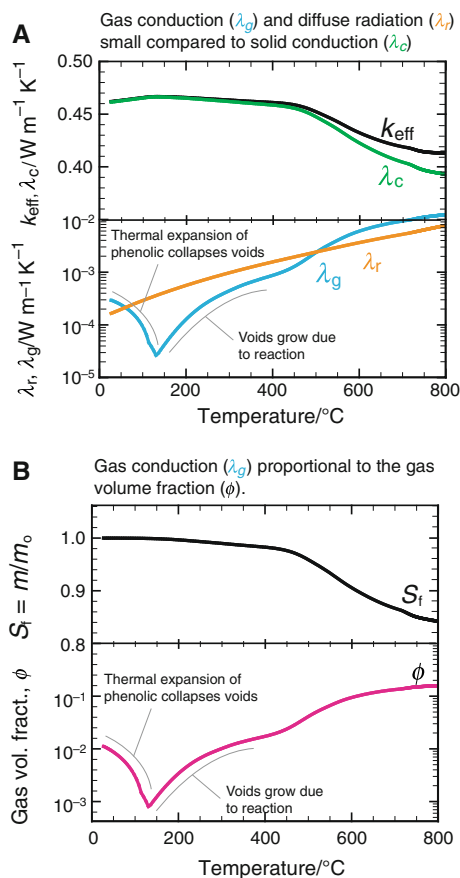 A
Gas conduction (λg) and diffuse radiation (λr)
small compared to solid conduction (λc)
keff, λc/W m−1 K−1
0.50
0.45
0.40
keff
λc
λr, λg/W m−1 K−1
10−2
10−3
10−4
10−5
Thermal expansion of
phenolic collapses voids
λg
λr
Voids grow due
to reaction
0 200 400 600 800
Temperature/°C
B
Gas conduction (λg) proportional to the gas
volume fraction (ϕ).
Sf = m/mo
1.0
0.9
0.8
Sf
Gas vol. fract., ϕ
10−1
10−2
10−3
ϕ
Thermal expansion of
phenolic collapses voids
Voids grow due
to reaction
0 200 400 600 800
Temperature/°C